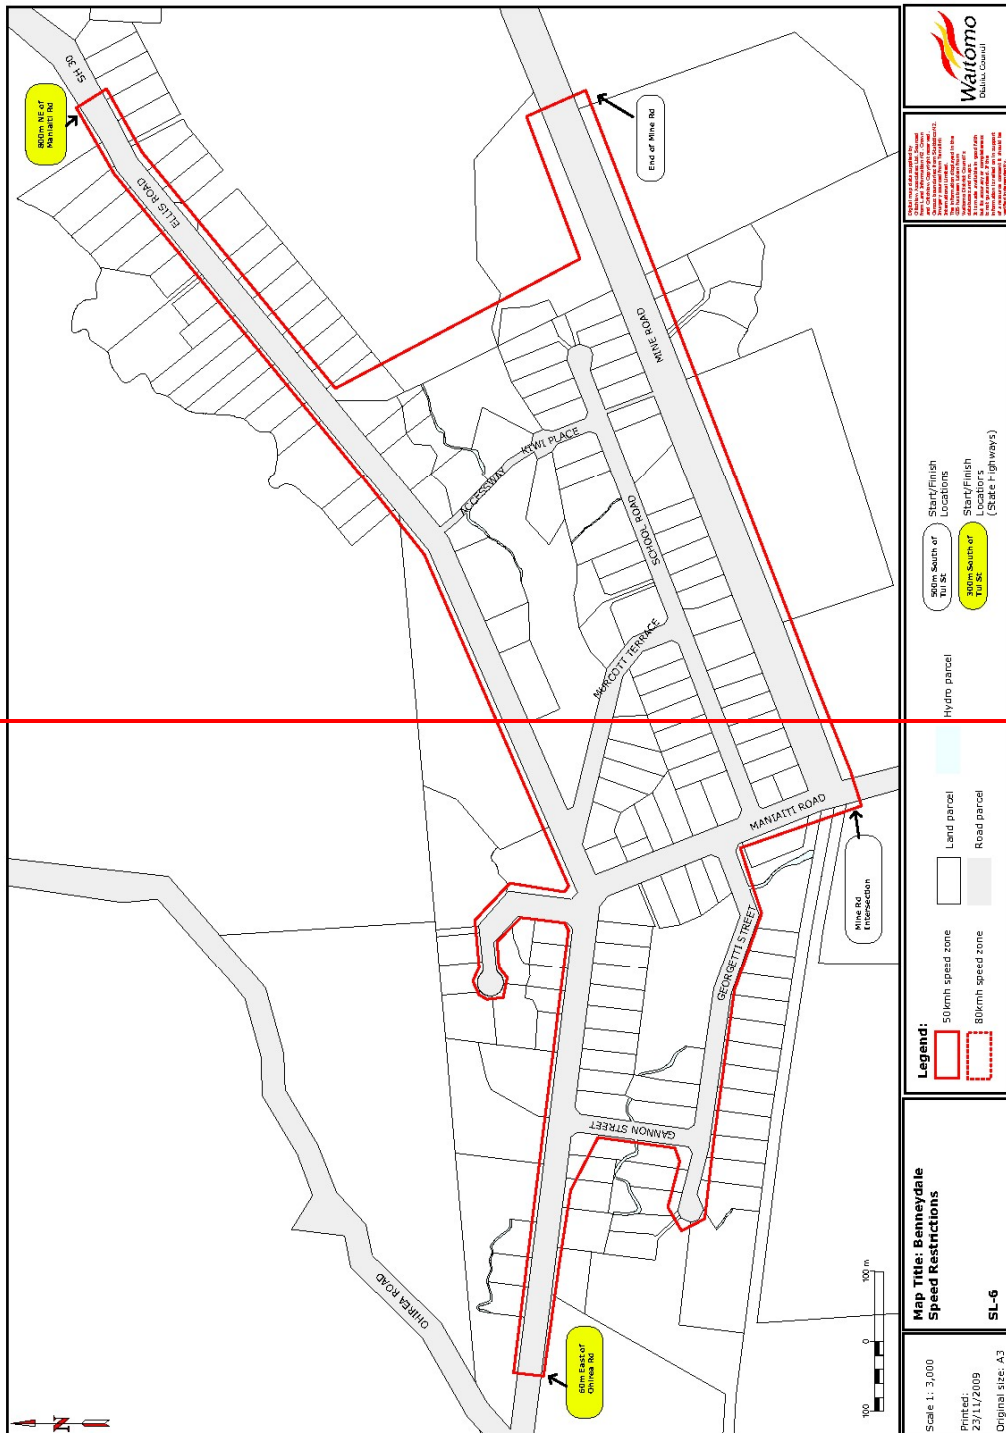 SH 30
800m NE of
Maniaiti Rd
ELLIS ROAD
End of Mine Rd
MINE ROAD
KIWI PLACE
ACCESSWAY
SCHOOL ROAD
MURCOTT TERRACE
MANIAITI ROAD
Mine Rd
Intersection
GEORGETTI STREET
GANNON STREET
OHIREA ROAD
60m East of
Ohirea Rd
N
100
0
100 m
Waitomo
District Council
Legend:
50kmh speed zone
80kmh speed zone
Land parcel
Road parcel
Hydro parcel
500m South of
Tui St
Start/Finish
Locations
300m South of
Tui St
Start/Finish
Locations
(State Highways)
Map Title: Benneydale
Speed Restrictions
SL-6
Scale 1: 3,000
Printed:
23/11/2009
Original size: A3